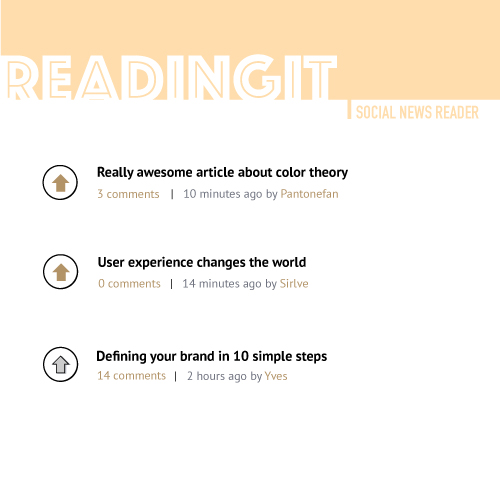 READINGIT
SOCIAL NEWS READER
Really awesome article about color theory
3 comments | 10 minutes ago by Pantonefan
User experience changes the world
0 comments | 14 minutes ago by Sirlve
Defining your brand in 10 simple steps
14 comments | 2 hours ago by Yves